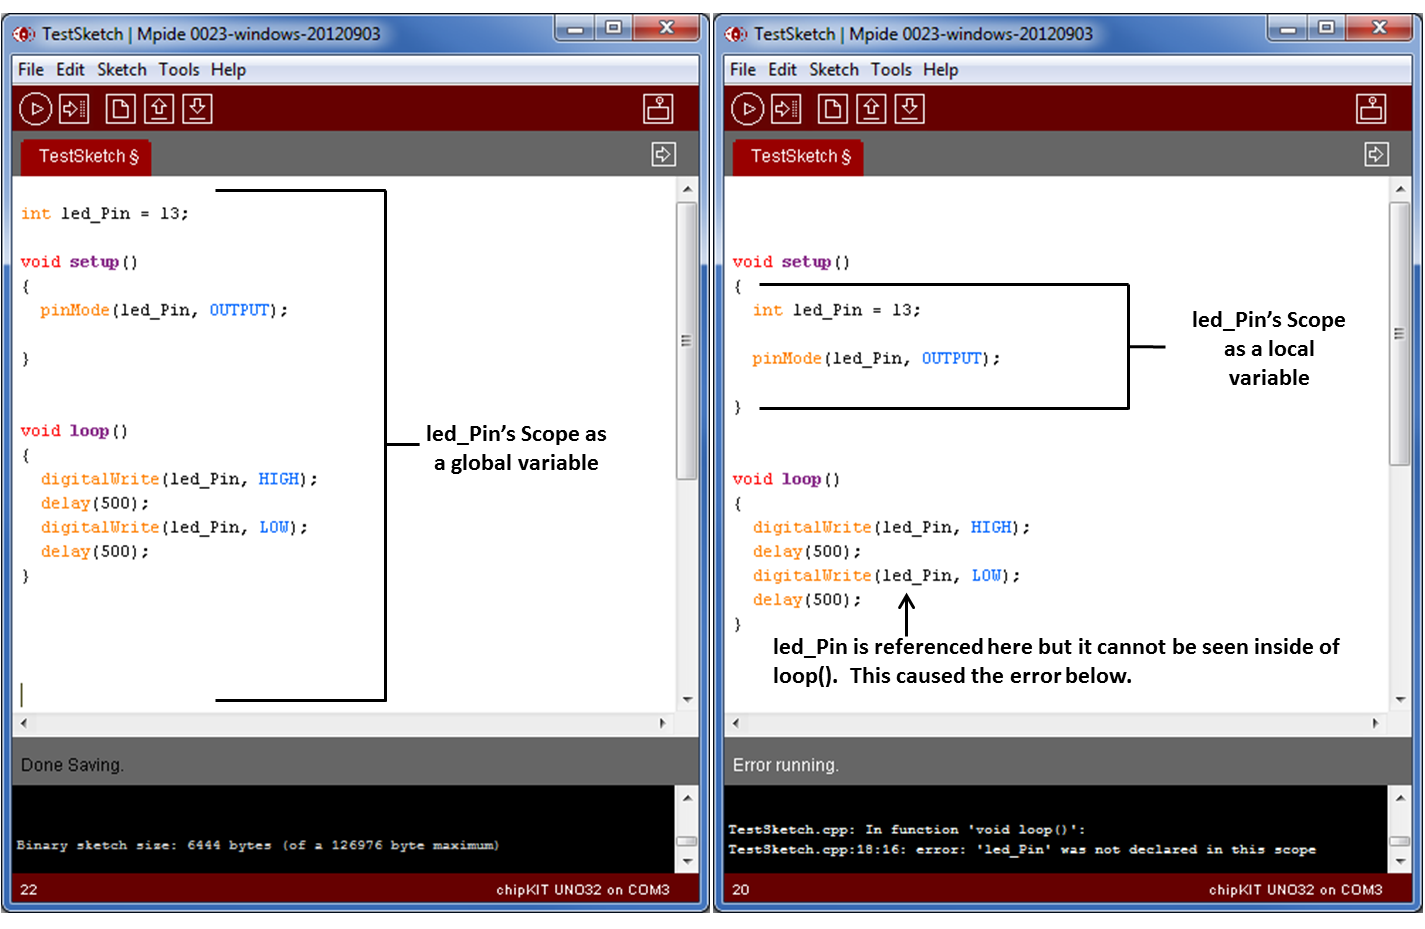 TestSketch | Mpide 0023-windows-20120903
File Edit Sketch Tools Help
TestSketch §
int led_Pin = 13;
void setup()
{
pinMode(led_Pin, OUTPUT);
}
void loop()
{
digitalWrite(led_Pin, HIGH);
delay(500);
digitalWrite(led_Pin, LOW);
delay(500);
}
led_Pin's Scope as
a global variable
Done Saving.
Binary sketch size: 6444 bytes (of a 126976 byte maximum)
22
chipKIT UNO32 on COM3
TestSketch | Mpide 0023-windows-20120903
File Edit Sketch Tools Help
TestSketch §
void setup()
{
int led_Pin = 13;
pinMode(led_Pin, OUTPUT);
}
led_Pin's Scope
as a local
variable
void loop()
{
digitalWrite(led_Pin, HIGH);
delay(500);
digitalWrite(led_Pin, LOW);
delay(500);
}
led_Pin is referenced here but it cannot be seen inside of
loop(). This caused the error below.
Error running.
TestSketch.cpp: In function 'void loop()':
TestSketch.cpp:18:16: error: 'led_Pin' was not declared in this scope
20
chipKIT UNO32 on COM3